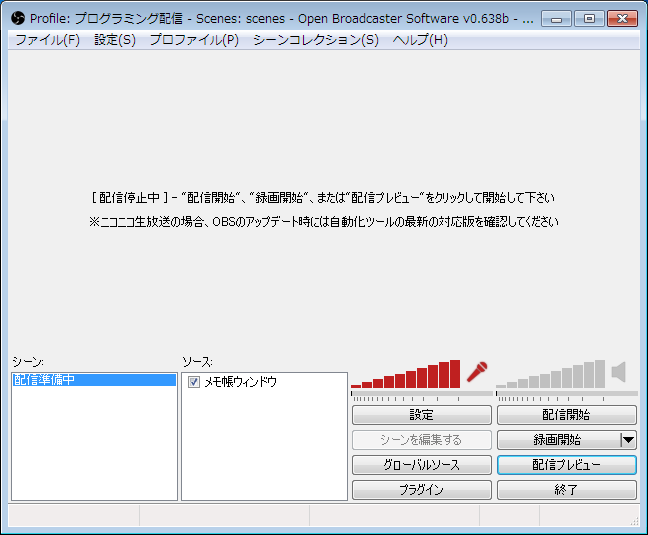 Profile: プログラミング配信 - Scenes: scenes - Open Broadcaster Software v0.638b - ...
ファイル(F) 設定(S) プロファイル(P) シーンコレクション(S) ヘルプ(H)
[ 配信停止中 ] - "配信開始"、"録画開始"、または"配信プレビュー"をクリックして開始して下さい
※ニコニコ生放送の場合、OBSのアップデート時には自動化ツールの最新の対応版を確認してください
シーン: ソース:
配信準備中 メモ帳ウィンドウ
設定 配信開始
シーンを編集する 録画開始
グローバルソース 配信プレビュー
プラグイン 終了